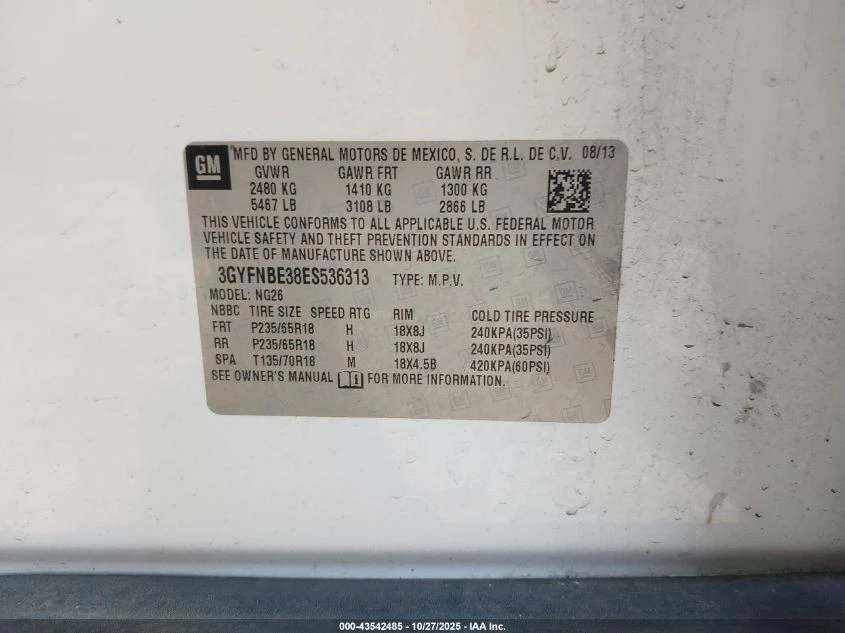 GM
MFD BY GENERAL MOTORS DE MEXICO, S. DE R.L. DE C.V. 08/13
GVWR GAWR FRT GAWR RR
2480 KG 1410 KG 1300 KG
5467 LB 3108 LB 2866 LB
THIS VEHICLE CONFORMS TO ALL APPLICABLE U.S. FEDERAL MOTOR
VEHICLE SAFETY AND THEFT PREVENTION STANDARDS IN EFFECT ON
THE DATE OF MANUFACTURE SHOWN ABOVE.
3GYFNBE38ES536313 TYPE: M.P.V.
MODEL: NG26
NBBC TIRE SIZE SPEED RTG RIM COLD TIRE PRESSURE
FRT P235/65R18 H 18X8J 240KPA(35PSI)
RR P235/65R18 H 18X8J 240KPA(35PSI)
SPA T135/70R18 M 18X4.5B 420KPA(60PSI)
SEE OWNER'S MANUAL FOR MORE INFORMATION.
000-43542485 - 10/27/2025 - IAA Inc.